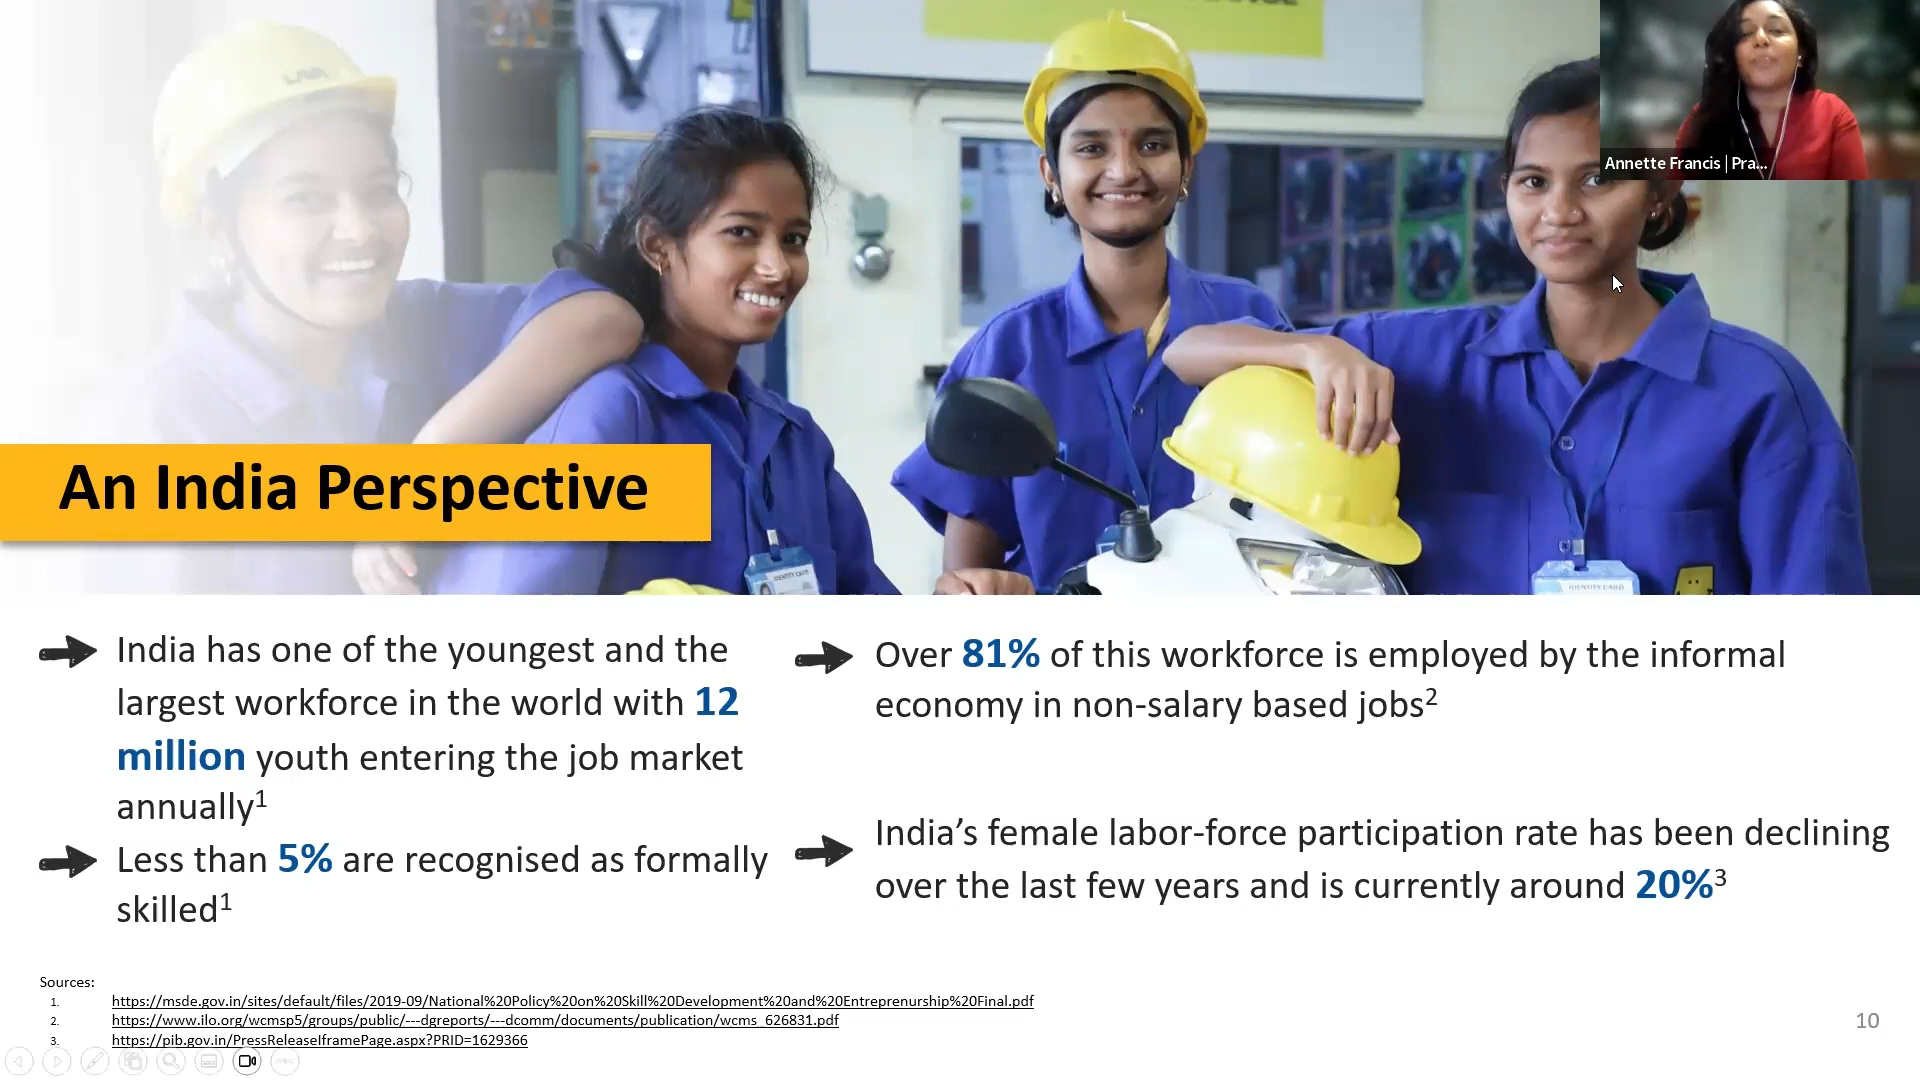 LAVA
Annette Francis | Pra...
An India Perspective
IDENTITY CARD
IDENTITY CARD
India has one of the youngest and the
largest workforce in the world with 12
million youth entering the job market
annually1
Less than 5% are recognised as formally
skilled1
Over 81% of this workforce is employed by the informal
economy in non-salary based jobs2
India’s female labor-force participation rate has been declining
over the last few years and is currently around 20%3
Sources:
1. https://msde.gov.in/sites/default/files/2019-09/National%20Policy%20on%20Skill%20Development%20and%20Entreprenurship%20Final.pdf
2. https://www.ilo.org/wcmsp5/groups/public/---dgreports/---dcomm/documents/publication/wcms_626831.pdf
3. https://pib.gov.in/PressReleaseIframePage.aspx?PRID=1629366
10